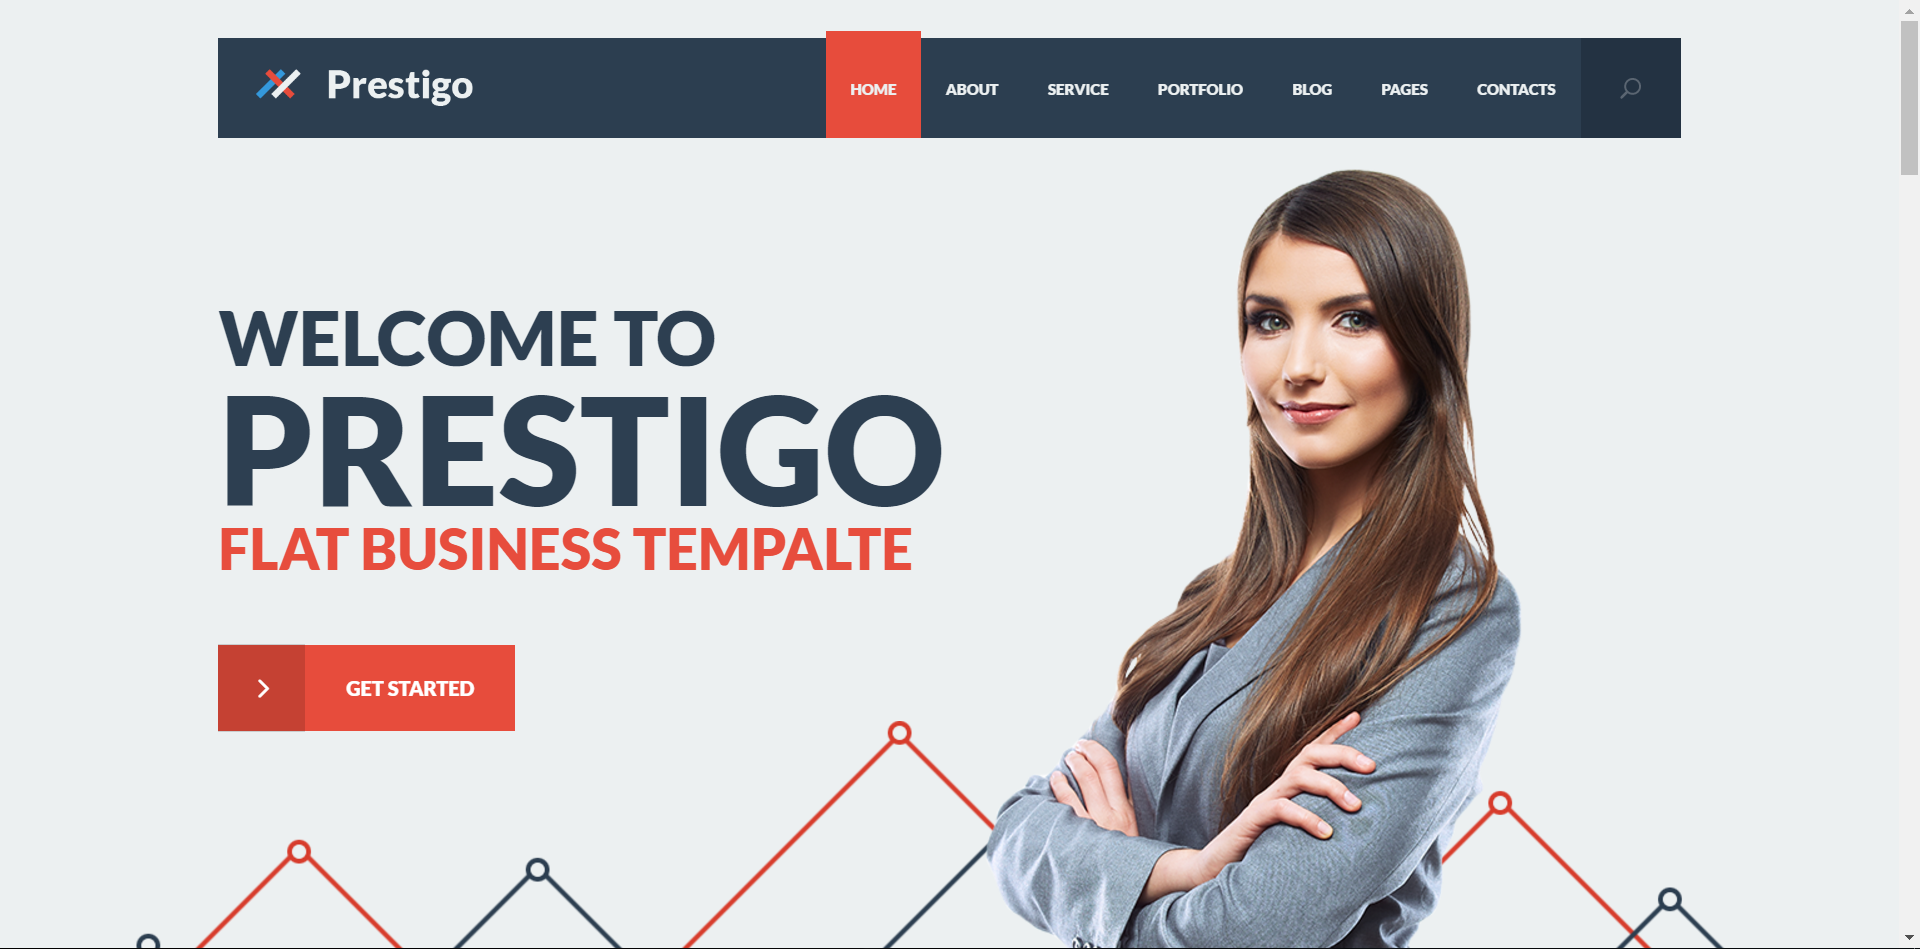 Prestigo
HOME ABOUT SERVICE PORTFOLIO BLOG PAGES CONTACTS
WELCOME TO
PRESTIGO
FLAT BUSINESS TEMPALTE
GET STARTED